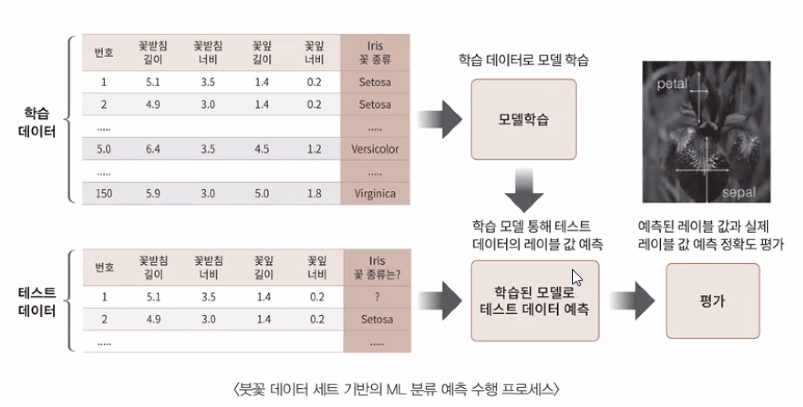 학습
데이터
번호 꽃받침 길이 꽃받침 너비 꽃잎 길이 꽃잎 너비 Iris 꽃 종류
1 5.1 3.5 1.4 0.2 Setosa
2 4.9 3.0 1.4 0.2 Setosa
..... .....
5.0 6.4 3.5 4.5 1.2 Versicolor
..... .....
150 5.9 3.0 5.0 1.8 Virginica
학습 데이터로 모델 학습
모델학습
petal
sepal
학습 모델 통해 테스트
데이터의 레이블 값 예측
예측된 레이블 값과 실제
레이블 값 예측 정확도 평가
테스트
데이터
번호 꽃받침 길이 꽃받침 너비 꽃잎 길이 꽃잎 너비 Iris 꽃 종류는?
1 5.1 3.5 1.4 0.2 ?
2 4.9 3.0 1.4 0.2 Setosa
..... .....
학습된 모델로
테스트 데이터 예측
평가
<붓꽃 데이터 세트 기반의 ML 분류 예측 수행 프로세스>